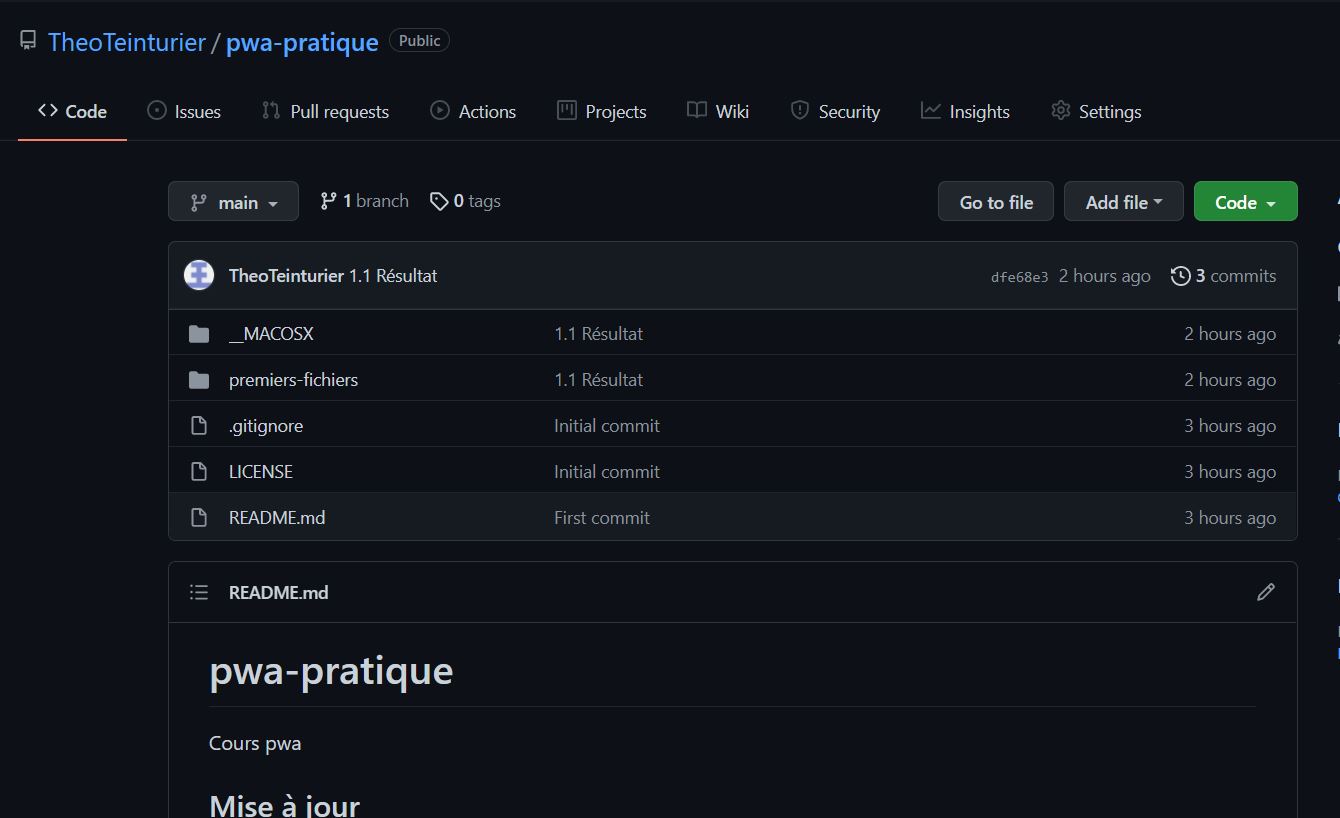 TheoTeinturier / pwa-pratique Public
Code Issues Pull requests Actions Projects Wiki Security Insights Settings
main 1 branch 0 tags Go to file Add file Code
TheoTeinturier 1.1 Résultat dfe68e3 2 hours ago 3 commits
__MACOSX 1.1 Résultat 2 hours ago
premiers-fichiers 1.1 Résultat 2 hours ago
.gitignore Initial commit 3 hours ago
LICENSE Initial commit 3 hours ago
README.md First commit 3 hours ago
README.md
pwa-pratique
Cours pwa
Mise à jour